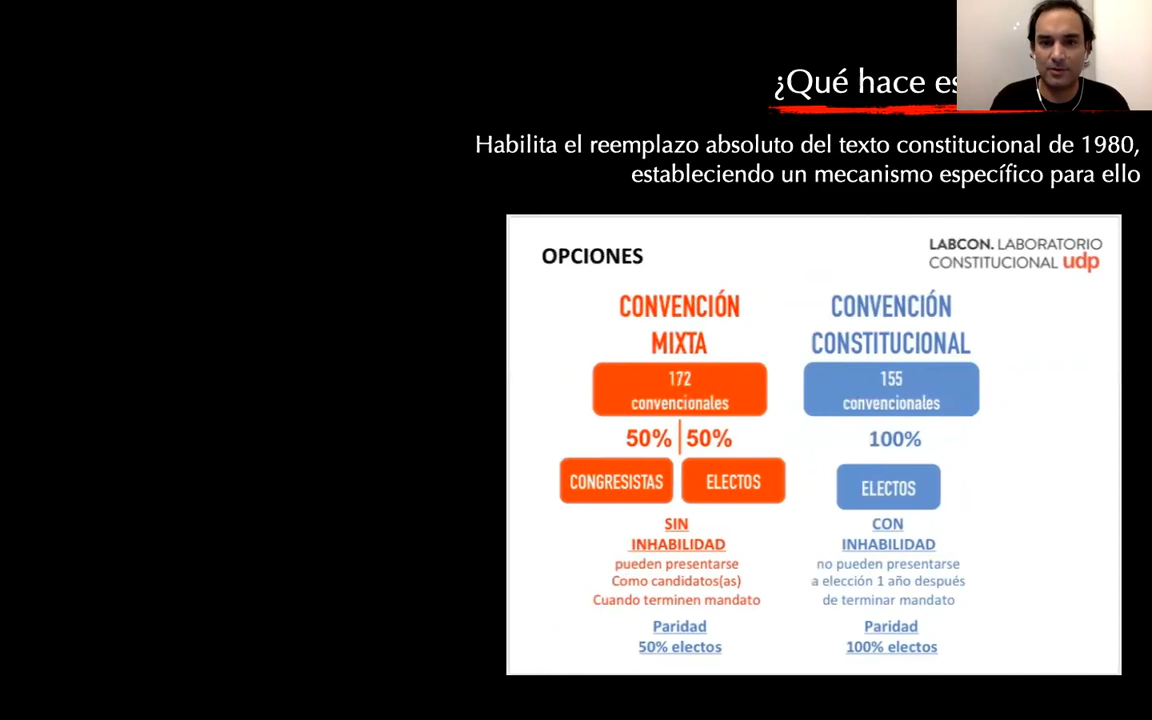 ¿Qué hace es
Habilita el reemplazo absoluto del texto constitucional de 1980,
estableciendo un mecanismo específico para ello
OPCIONES
LABCON. LABORATORIO
CONSTITUCIONAL udp
CONVENCIÓN
MIXTA
172
convencionales
50% 50%
CONGRESISTAS ELECTOS
SIN
INHABILIDAD
pueden presentarse
Como candidatos(as)
Cuando terminen mandato
Paridad
50% electos
CONVENCIÓN
CONSTITUCIONAL
155
convencionales
100%
ELECTOS
CON
INHABILIDAD
no pueden presentarse
a elección 1 año después
de terminar mandato
Paridad
100% electos